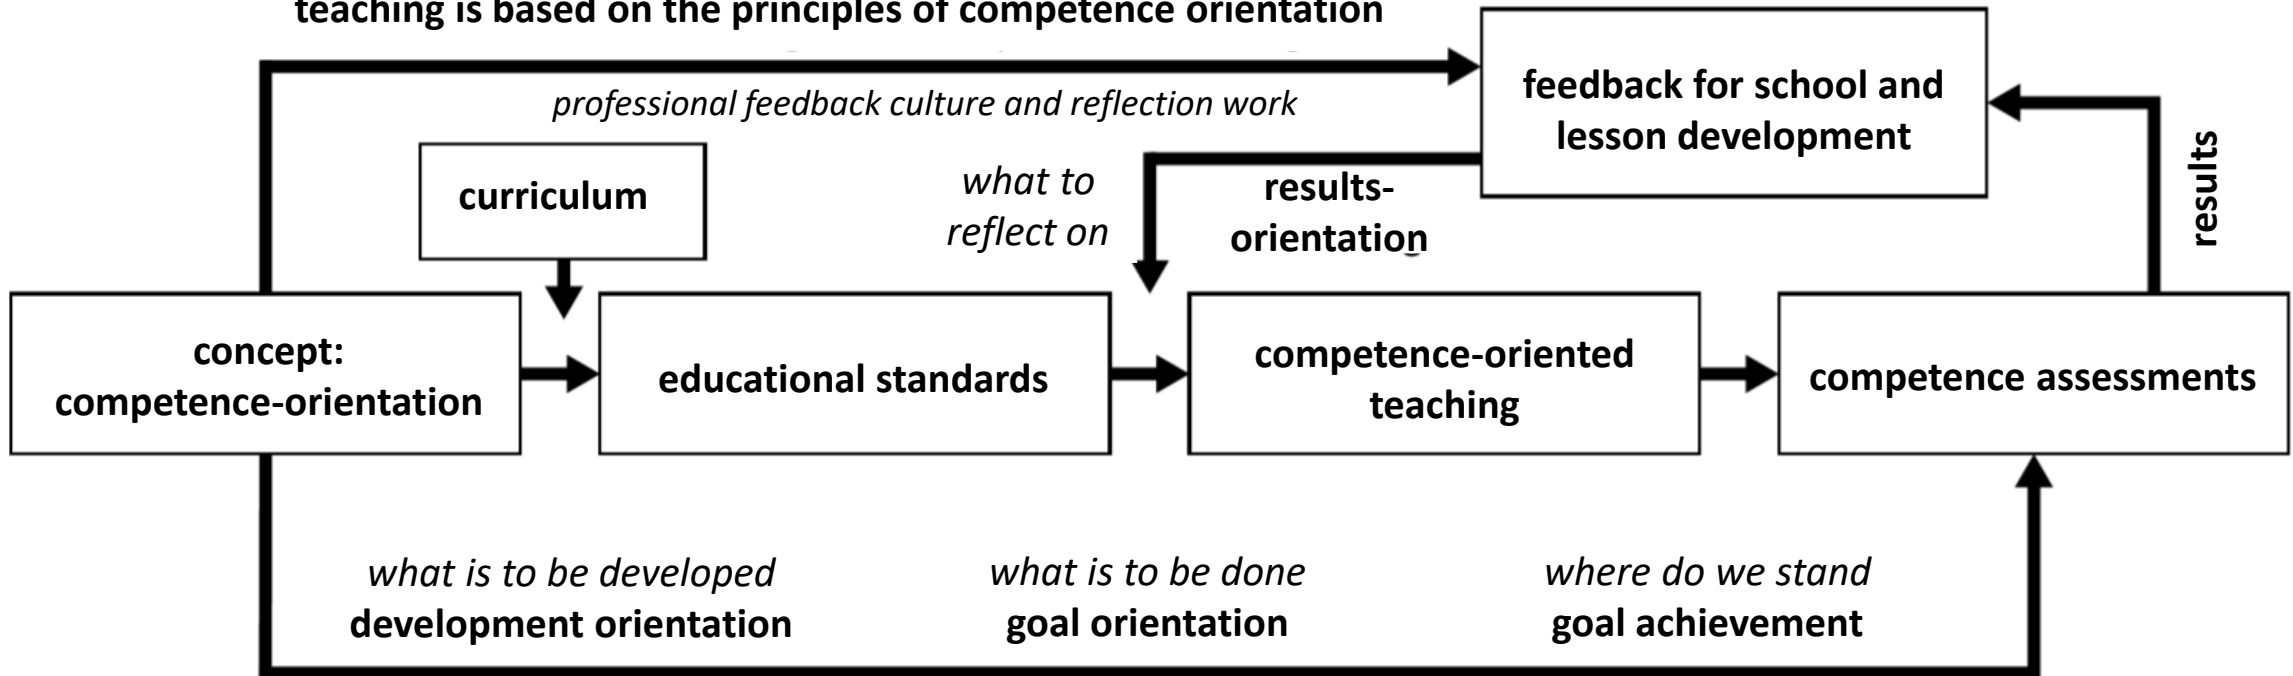 teaching is based on the principles of competence orientation
professional feedback culture and reflection work
feedback for school and
lesson development
results
curriculum
what to
reflect on
results-
orientation
concept:
competence-orientation
educational standards
competence-oriented
teaching
competence assessments
what is to be developed
development orientation
what is to be done
goal orientation
where do we stand
goal achievement